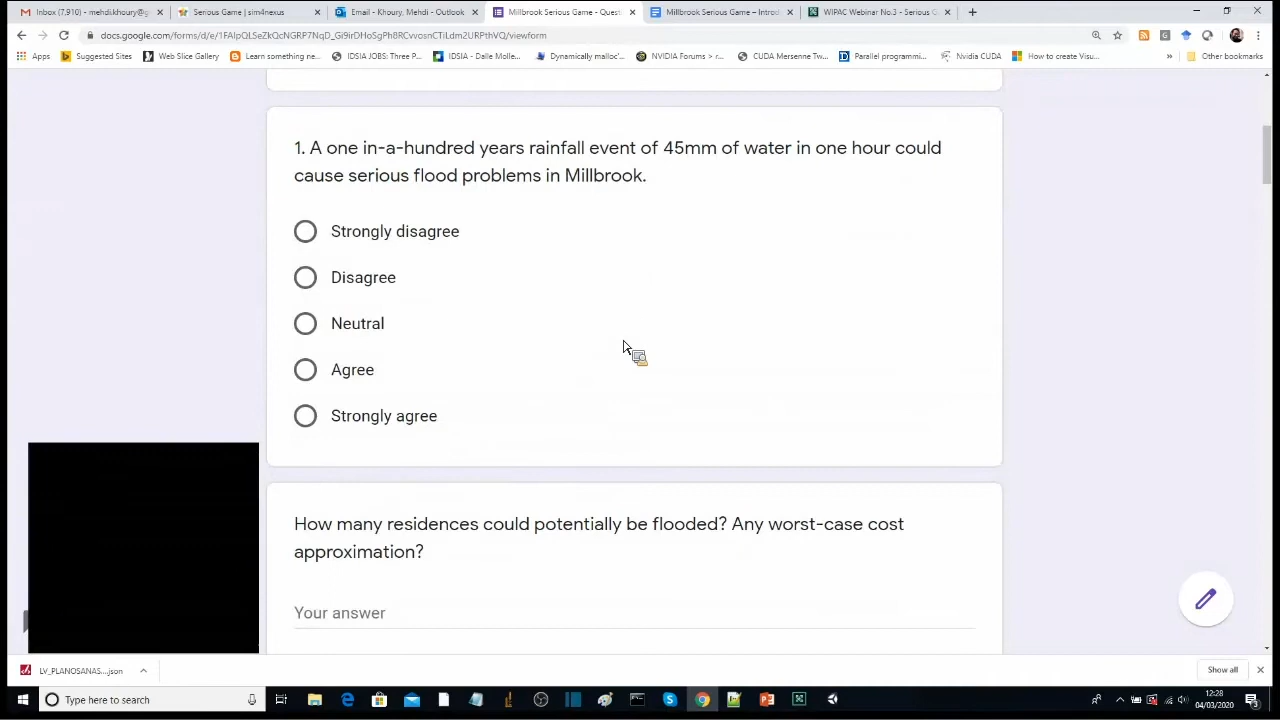 Inbox (7,910) - mehdi.khoury@g
Serious Game | sim4nexus
Email - Khoury, Mehdi - Outlook
Millbrook Serious Game - Quest
Millbrook Serious Game – Introd
WIPAC Webinar No.3 - Serious G
docs.google.com/forms/d/e/1FAIpQLSeZkQcNGRP7NqD_Gi9irDHoSgPh8RCvvosnCTiLdm2URPthVQ/viewform
Apps
Suggested Sites
Web Slice Gallery
Learn something ne...
IDSIA JOBS: Three P...
IDSIA - Dalle Molle...
Dynamically malloc'...
NVIDIA Forums > r...
CUDA Mersenne Tw...
Parallel programmi...
Nvidia CUDA
How to create Visu...
»
Other bookmarks
1. A one in-a-hundred years rainfall event of 45mm of water in one hour could
cause serious flood problems in Millbrook.
Strongly disagree
Disagree
Neutral
Agree
Strongly agree
How many residences could potentially be flooded? Any worst-case cost
approximation?
Your answer
LV_PLANOSANAS....json
Show all
Type here to search
12:28
04/03/2020